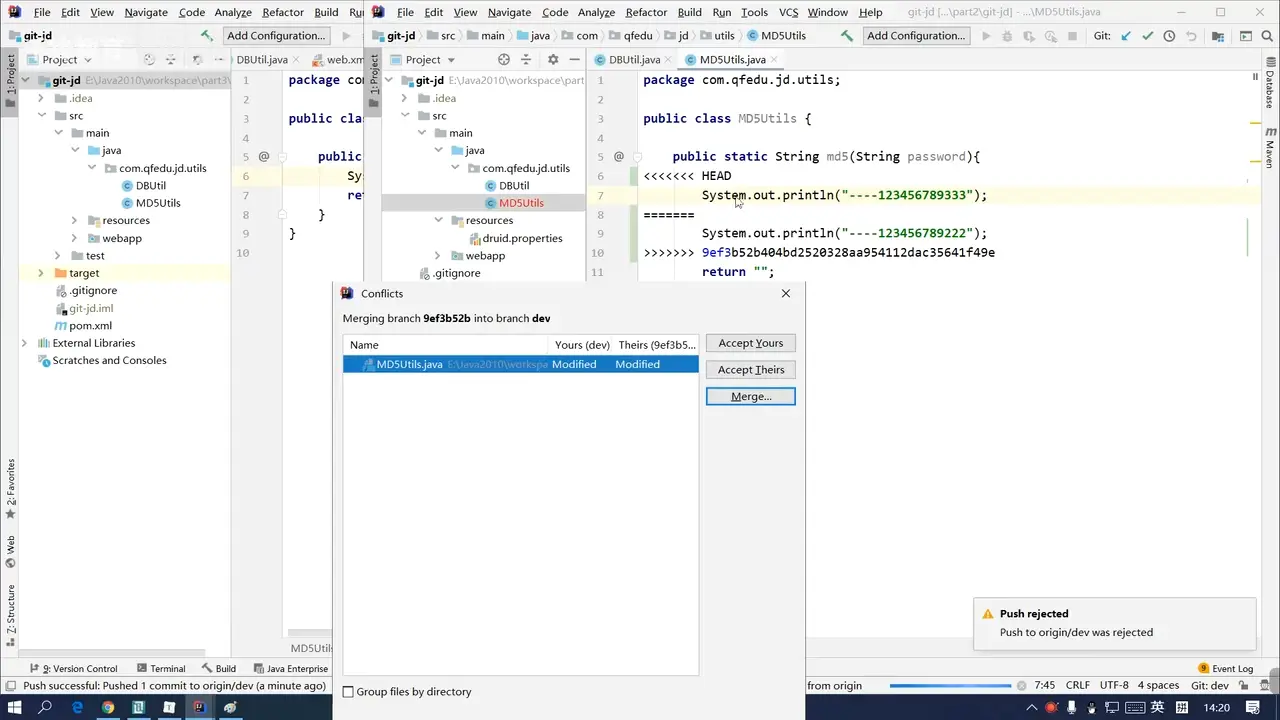 File Edit View Navigate Code Analyze Refactor Build
File Edit View Navigate Code Analyze Refactor Build Run Tools VCS Window Help git-jd [...\part2\git-jd] - ...\MD5Utils.java
git-jd Add Configuration...
git-jd src main java com qfedu jd utils MD5Utils Add Configuration... Git:
Project DBUtil.java web.xm
Project DBUtil.java MD5Utils.java
git-jd E:\Java2010\workspace\part3\
.idea
src
main
java
com.qfedu.jd.utils
DBUtil
MD5Utils
resources
webapp
test
target
.gitignore
git-jd.iml
pom.xml
External Libraries
Scratches and Consoles
1 package co
2
3 public clas
4
5 @ public
6 Sy
7 re
8 }
9 }
10
git-jd E:\Java2010\workspace\part
.idea
src
main
java
com.qfedu.jd.utils
DBUtil
MD5Utils
resources
druid.properties
webapp
.gitignore
1 package com.qfedu.jd.utils;
2
3 public class MD5Utils {
4
5 @ public static String md5(String password){
6 <<<<<<< HEAD
7 System.out.println("----123456789333");
8 =======
9 System.out.println("----123456789222");
10 >>>>>>> 9ef3b52b404bd2520328aa954112dac35641f49e
11 return "";
1: Project
1: Project
2: Favorites
Web
7: Structure
Database
Maven
Conflicts
Merging branch 9ef3b52b into branch dev
Name Yours (dev) Theirs (9ef3b5...
MD5Utils.java E:\Java2010\workspa Modified Modified
Accept Yours
Accept Theirs
Merge...
Group files by directory
Push rejected
Push to origin/dev was rejected
MD5Utils
9: Version Control Terminal Build Java Enterprise
9 Event Log
Push successful: Pushed 1 commit to origin/dev (a minute ago)
from origin 7:45 CRLF UTF-8 4 spaces Git: dev
英 拼 14:20